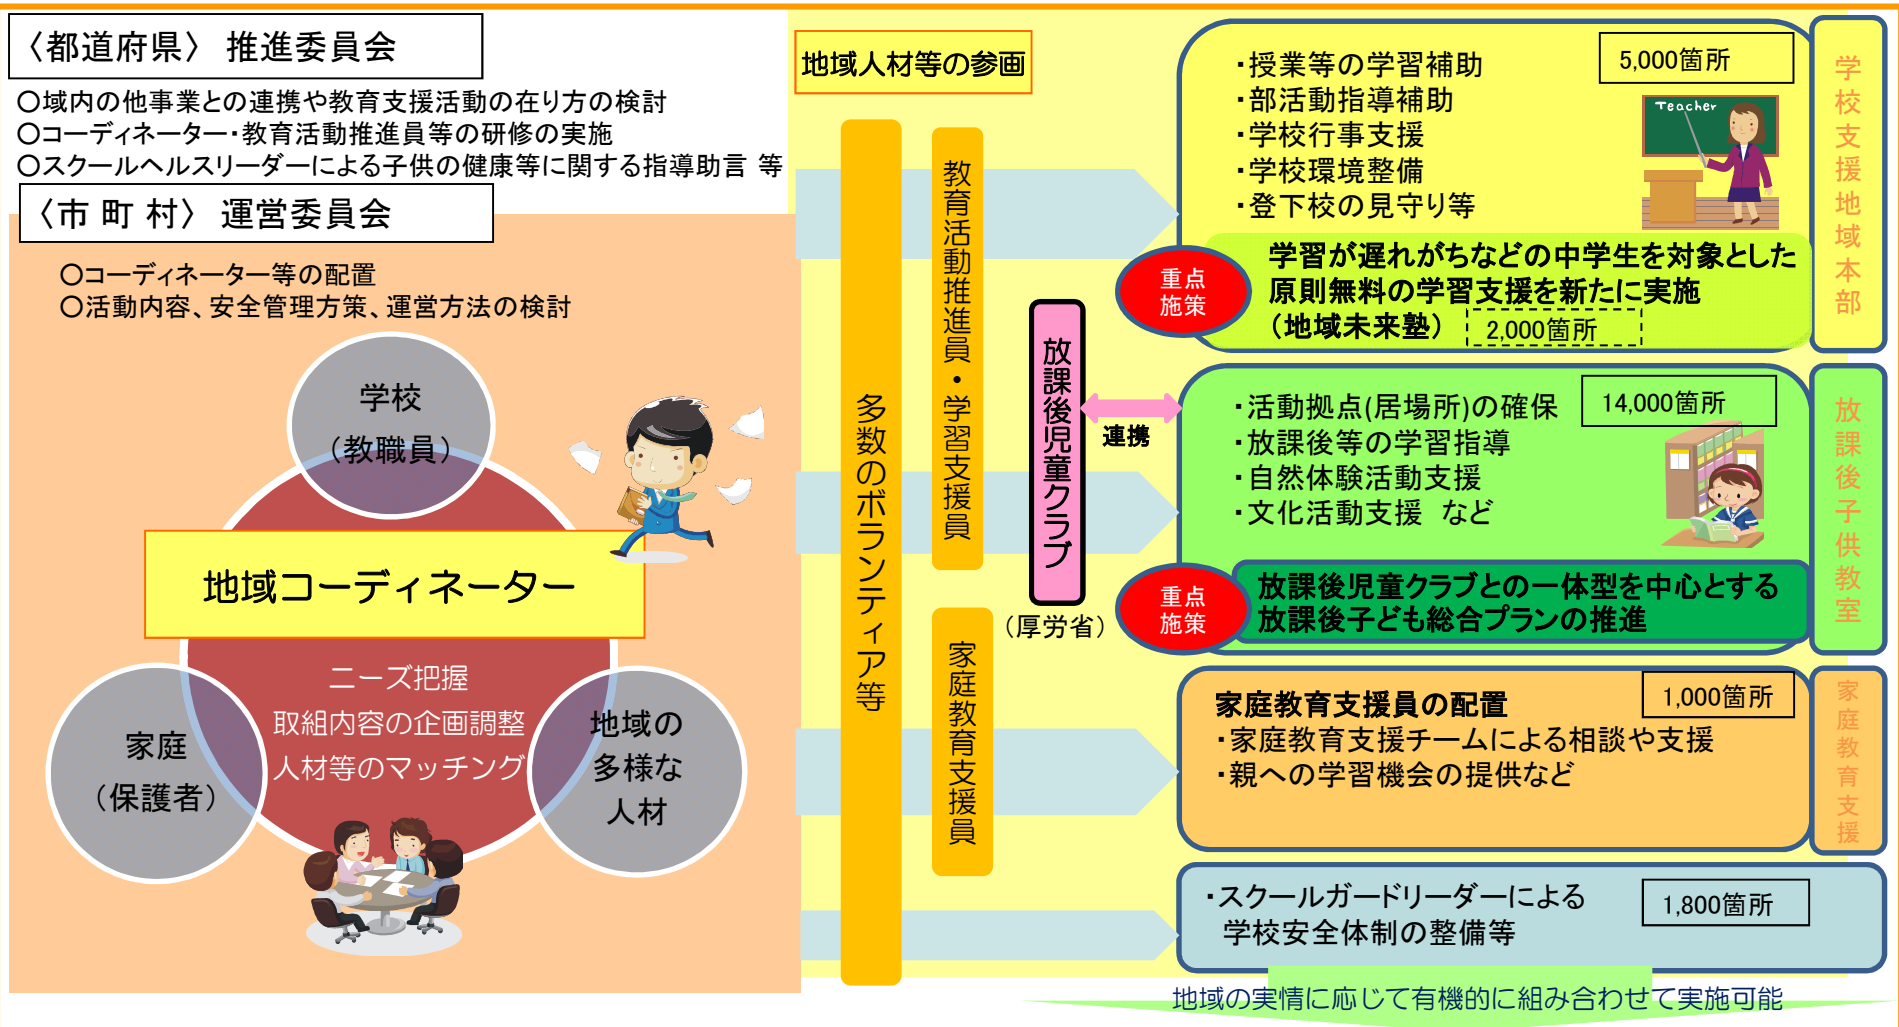 〈都道府県〉 推進委員会
○域内の他事業との連携や教育支援活動の在り方の検討
○コーディネーター・教育活動推進員等の研修の実施
○スクールヘルスリーダーによる子供の健康等に関する指導助言 等
〈市 町 村〉 運営委員会
○コーディネーター等の配置
○活動内容、安全管理方策、運営方法の検討
学校
（教職員）
地域コーディネーター
ニーズ把握
取組内容の企画調整
人材等のマッチング
家庭
（保護者）
地域の
多様な
人材
地域人材等の参画
多数のボランティア等
教育活動推進員・学習支援員
家庭教育支援員
放課後児童クラブ
（厚労省）
連携
・授業等の学習補助
・部活動指導補助
・学校行事支援
・学校環境整備
・登下校の見守り等
5,000箇所
Teacher
重点
施策
学習が遅れがちなどの中学生を対象とした
原則無料の学習支援を新たに実施
（地域未来塾）
2,000箇所
学校支援地域本部
・活動拠点(居場所)の確保
・放課後等の学習指導
・自然体験活動支援
・文化活動支援 など
14,000箇所
重点
施策
放課後児童クラブとの一体型を中心とする
放課後子ども総合プランの推進
放課後子供教室
家庭教育支援員の配置
・家庭教育支援チームによる相談や支援
・親への学習機会の提供など
1,000箇所
家庭教育支援
・スクールガードリーダーによる
学校安全体制の整備等
1,800箇所
地域の実情に応じて有機的に組み合わせて実施可能